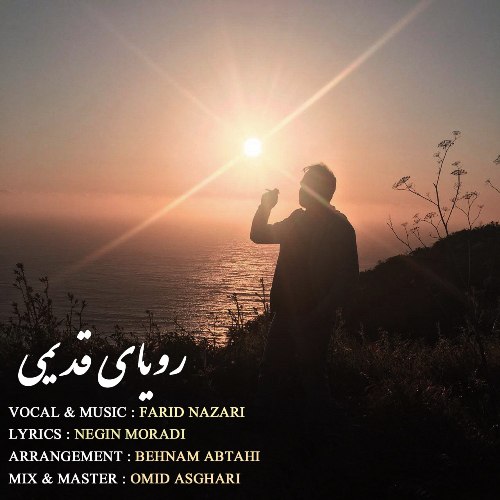 رویای قدیمی
VOCAL & MUSIC : FARID NAZARI
LYRICS : NEGIN MORADI
ARRANGEMENT : BEHNAM ABTAHI
MIX & MASTER : OMID ASGHARI